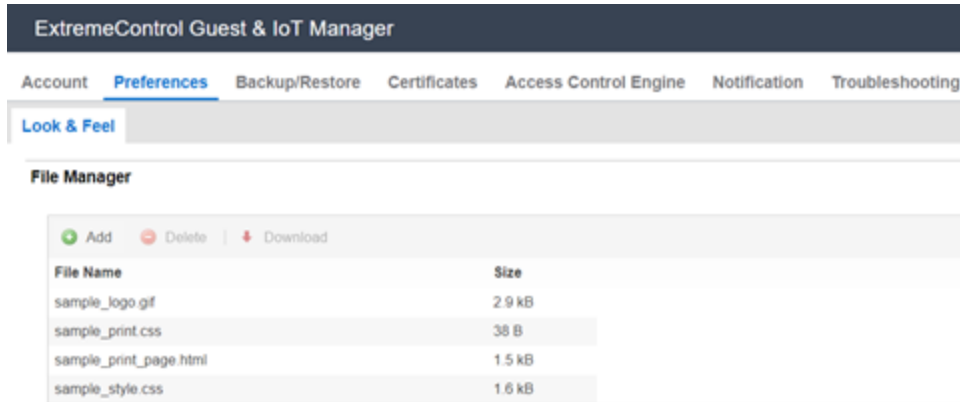 ExtremeControl Guest & IoT Manager
Account Preferences Backup/Restore Certificates Access Control Engine Notification Troubleshooting
Look & Feel
File Manager
Add Delete Download
File Name Size
sample_logo.gif 2.9 kB
sample_print.css 38 B
sample_print_page.html 1.5 kB
sample_style.css 1.6 kB